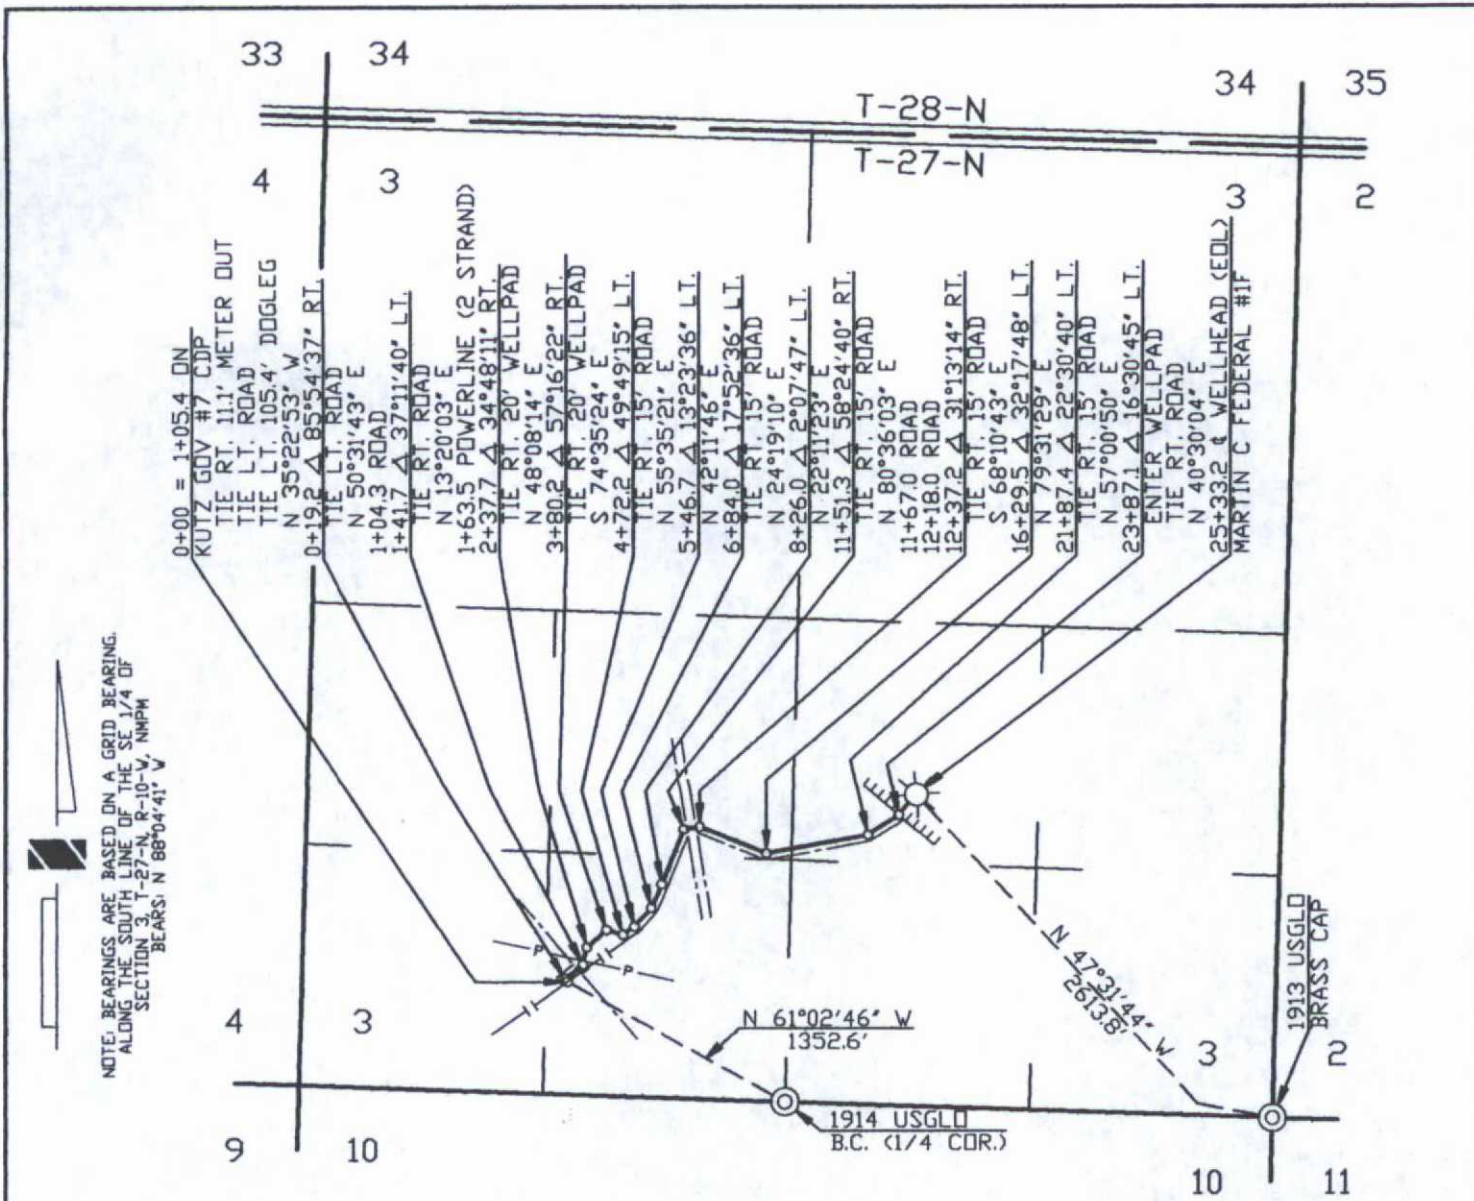 33 34
34 35
T-28-N
T-27-N
4 3
3 2
0+00 = 1+05.4 ON
KUTZ GOV #7 CDP
TIE RT. 11.1' METER OUT
TIE LT. ROAD
TIE LT. 105.1' DOGLEG
N 35°22'53" W
0+19.2 △ 85°54'37" RT.
TIE LT. ROAD
N 50°31'43" E
1+04.3 ROAD
1+41.7 △ 37°11'40" LT.
TIE RT. ROAD
N 13°20'03" E
1+63.5 POWERLINE (2 STRAND)
2+37.7 △ 34°48'11" RT.
TIE RT. 20' WELLPAD
N 48°08'14" E
3+80.2 △ 57°16'22" RT.
TIE RT. 20' WELLPAD
S 74°35'24" E
4+72.2 △ 49°49'15" LT.
TIE RT. 15' ROAD
N 55°35'21" E
5+46.7 △ 13°23'36" LT.
N 42°11'46" E
6+84.0 △ 17°52'36" LT.
TIE RT. 15' ROAD
N 24°19'10" E
8+26.0 △ 2°07'47" LT.
N 22°11'23" E
11+51.3 △ 58°24'40" RT.
TIE RT. 15' ROAD
N 80°36'03" E
11+67.0 ROAD
12+18.0 ROAD
12+37.2 △ 31°13'14" RT.
TIE RT. 15' ROAD
S 68°10'43" E
16+29.5 △ 32°17'48" LT.
N 79°31'29" E
21+87.4 △ 22°30'40" LT.
TIE RT. 15' ROAD
N 57°00'50" E
23+87.1 △ 16°30'45" LT.
ENTER WELLPAD
TIE RT. ROAD
N 40°30'04" E
25+33.2 ℄ WELLHEAD (EOL)
MARTIN C FEDERAL #1F
NOTE: BEARINGS ARE BASED ON A GRID BEARING.
ALONG THE SOUTH LINE OF THE SE 1/4 OF
SECTION 3, T-27-N, R-10-W, NMPM
BEARS: N 88°04'41" W
P
P
N 61°02'46" W
1352.6'
N 47°31'44" W
2613.8'
1913 USGLO
BRASS CAP
4 3
3 2
1914 USGLO
B.C. (1/4 COR.)
9 10
10 11